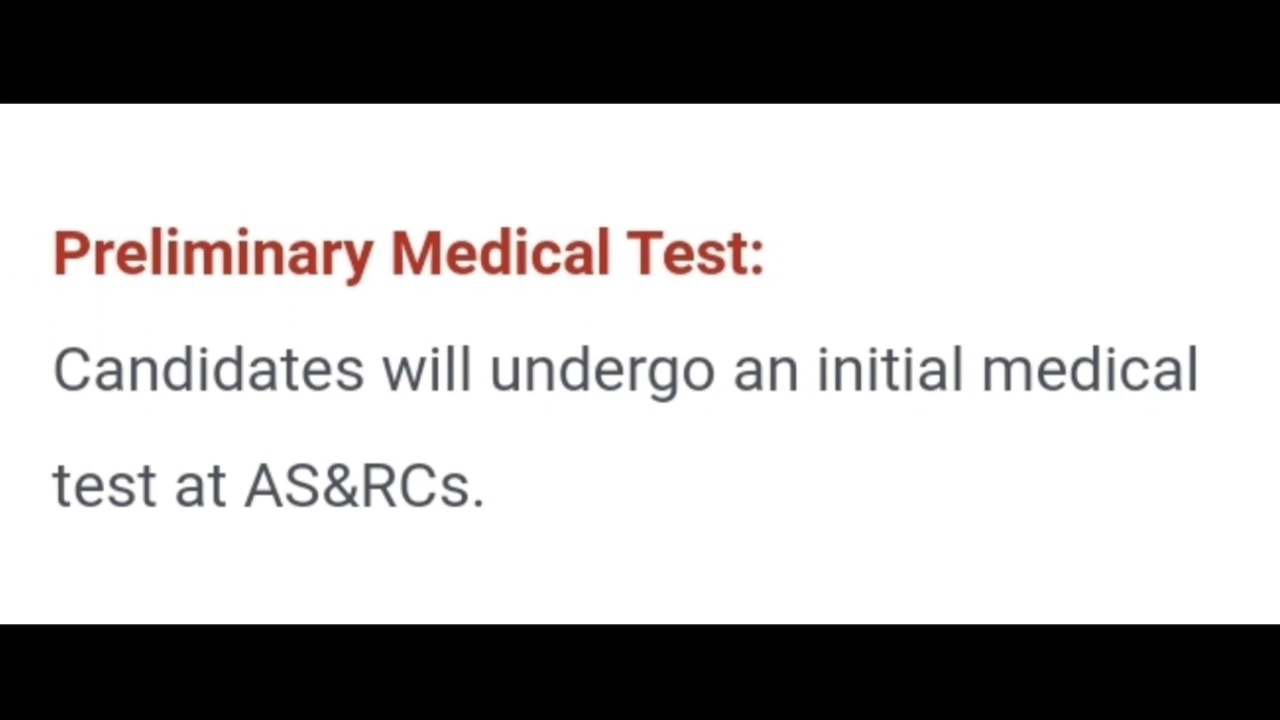 Preliminary Medical Test:
Candidates will undergo an initial medical
test at AS&RCs.